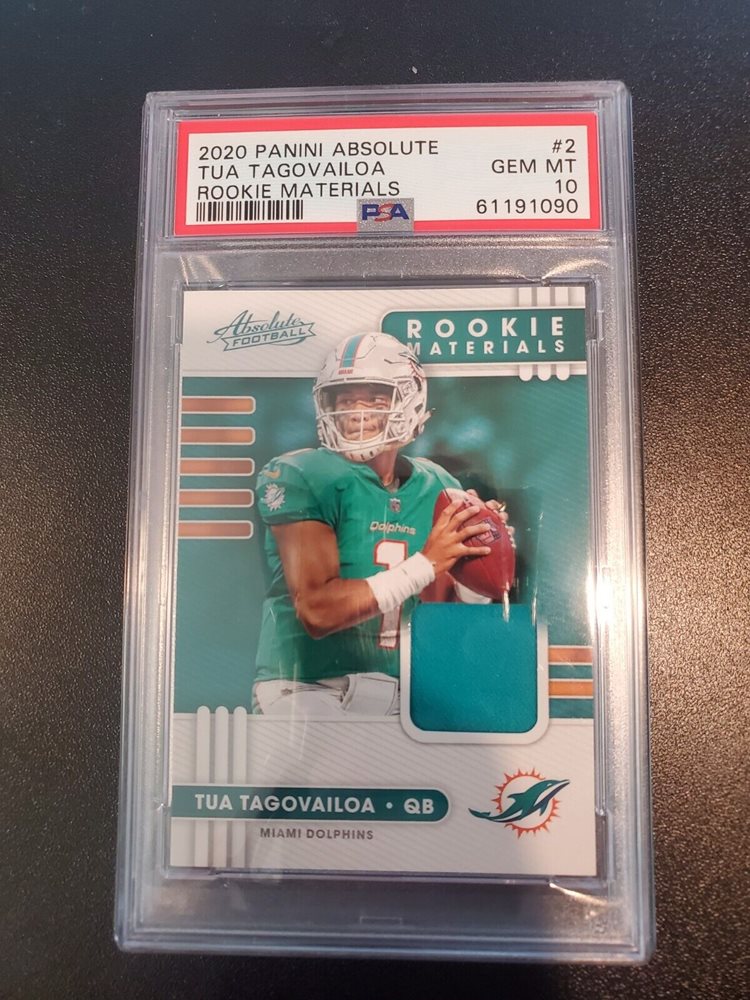 2020 PANINI ABSOLUTE #2
TUA TAGOVAILOA GEM MT
ROOKIE MATERIALS 10
PSA 61191090
Absolute
FOOTBALL
ROOKIE
MATERIALS
MIAMI
Dolphins
1
TUA TAGOVAILOA • QB
MIAMI DOLPHINS